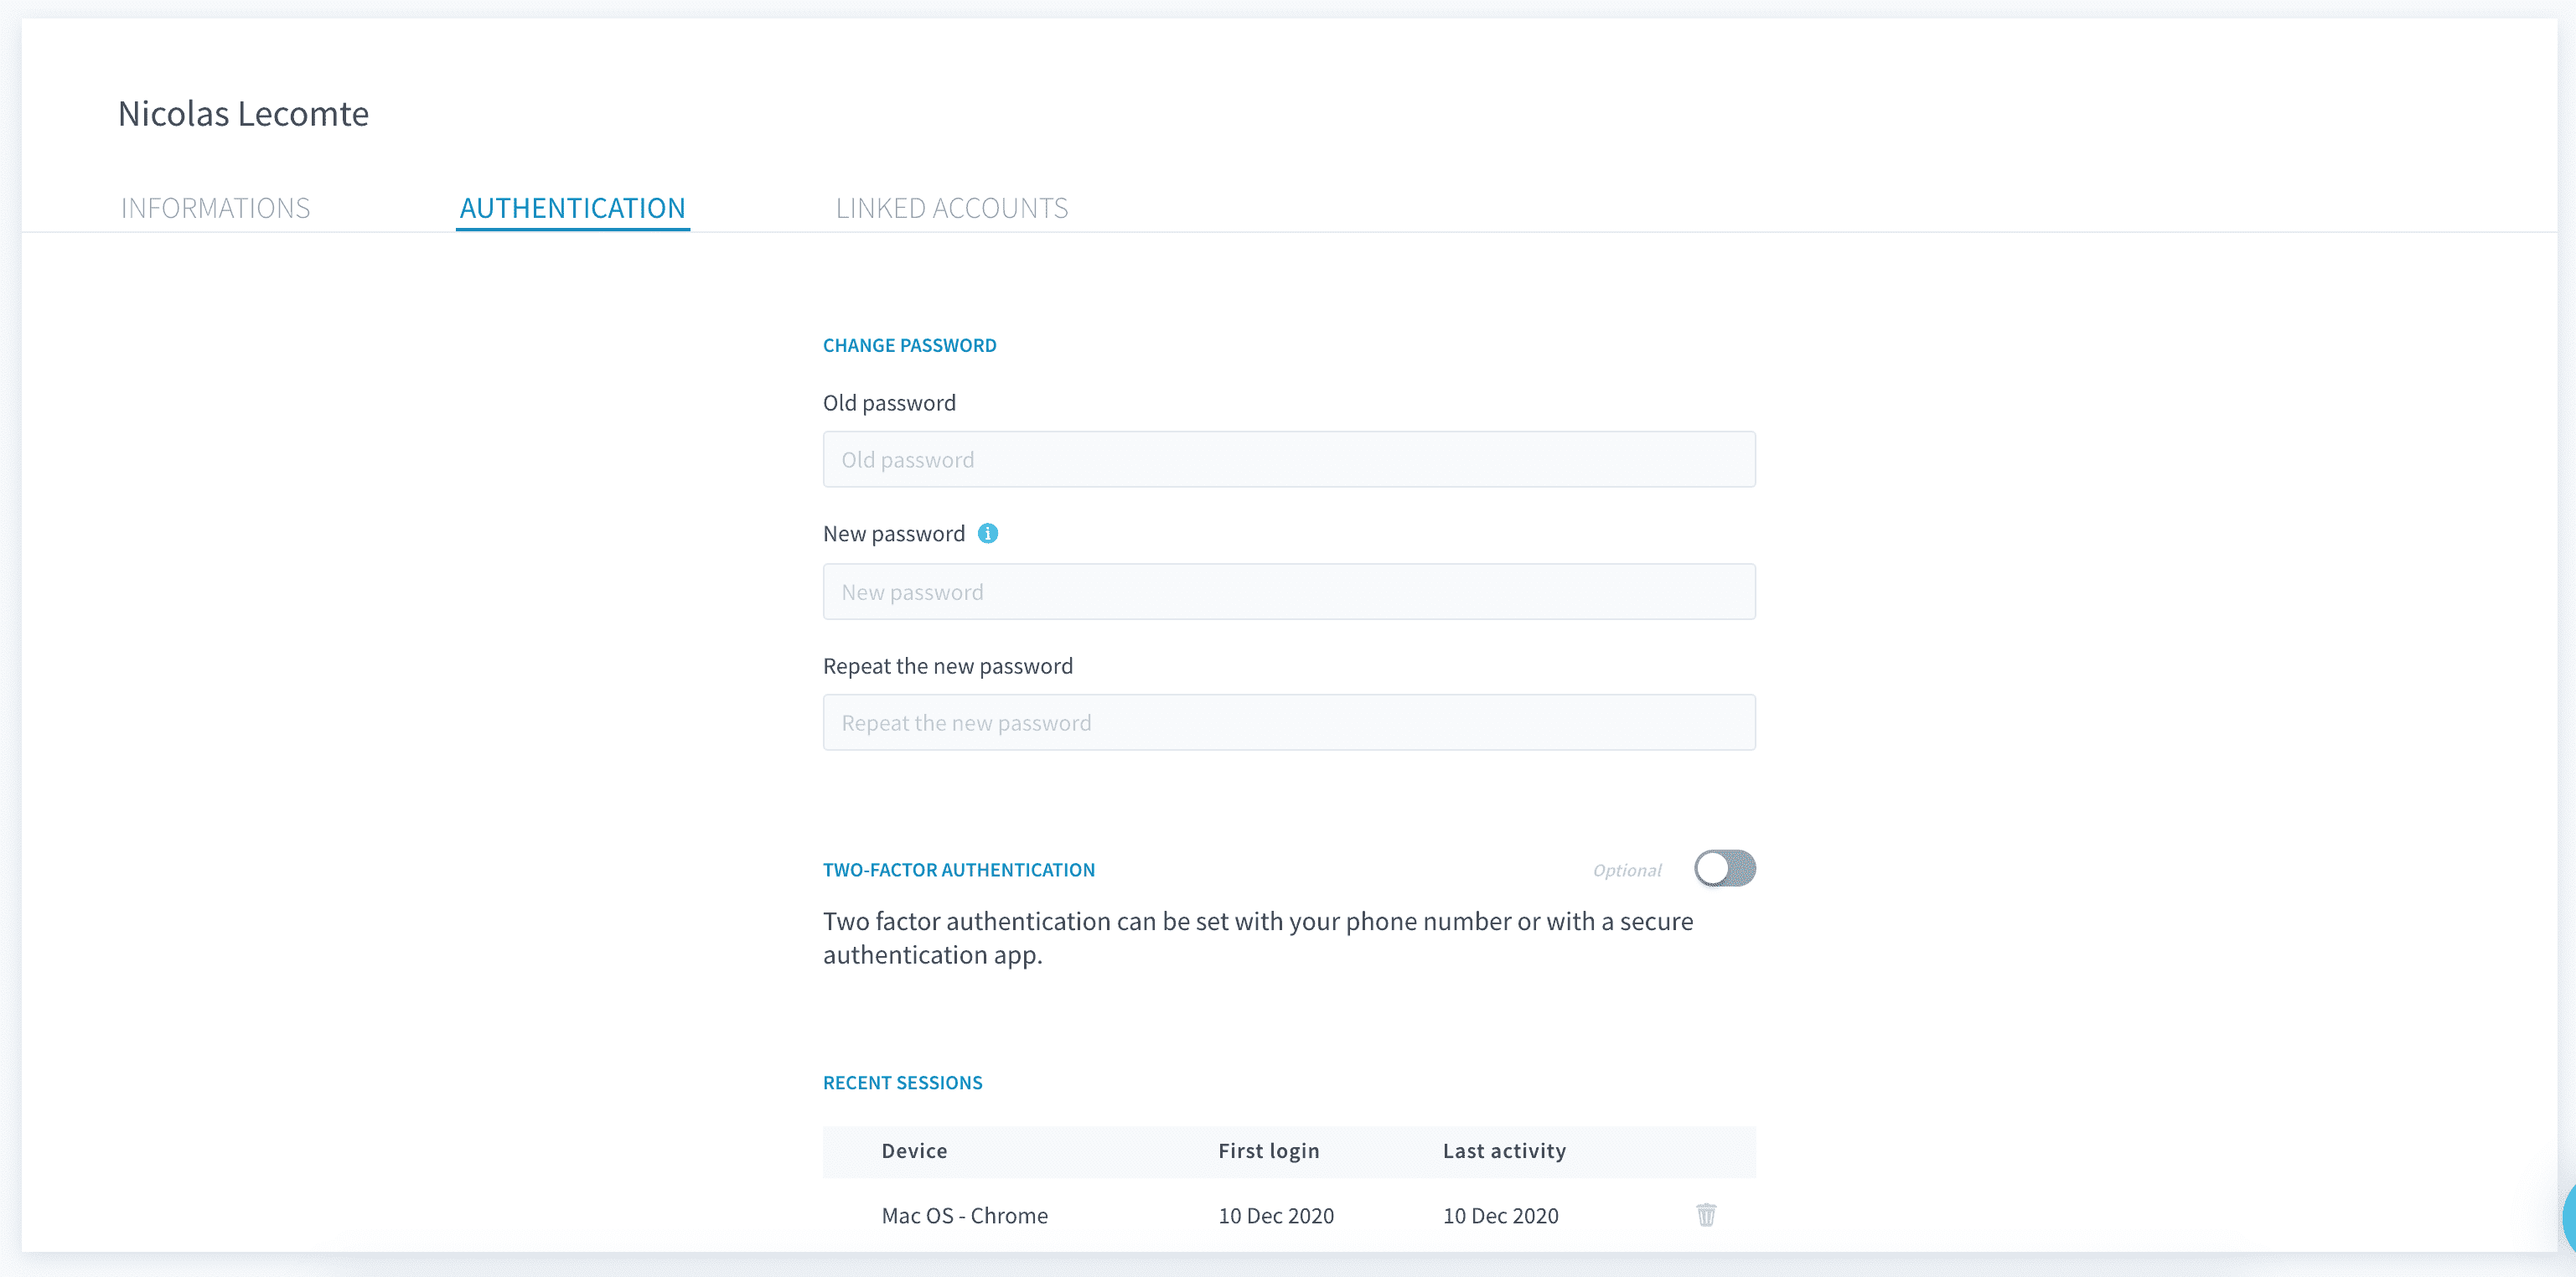 Nicolas Lecomte
INFORMATIONS AUTHENTICATION LINKED ACCOUNTS
CHANGE PASSWORD
Old password
Old password
New password
New password
Repeat the new password
Repeat the new password
TWO-FACTOR AUTHENTICATION Optional
Two factor authentication can be set with your phone number or with a secure
authentication app.
RECENT SESSIONS
Device First login Last activity
Mac OS - Chrome 10 Dec 2020 10 Dec 2020